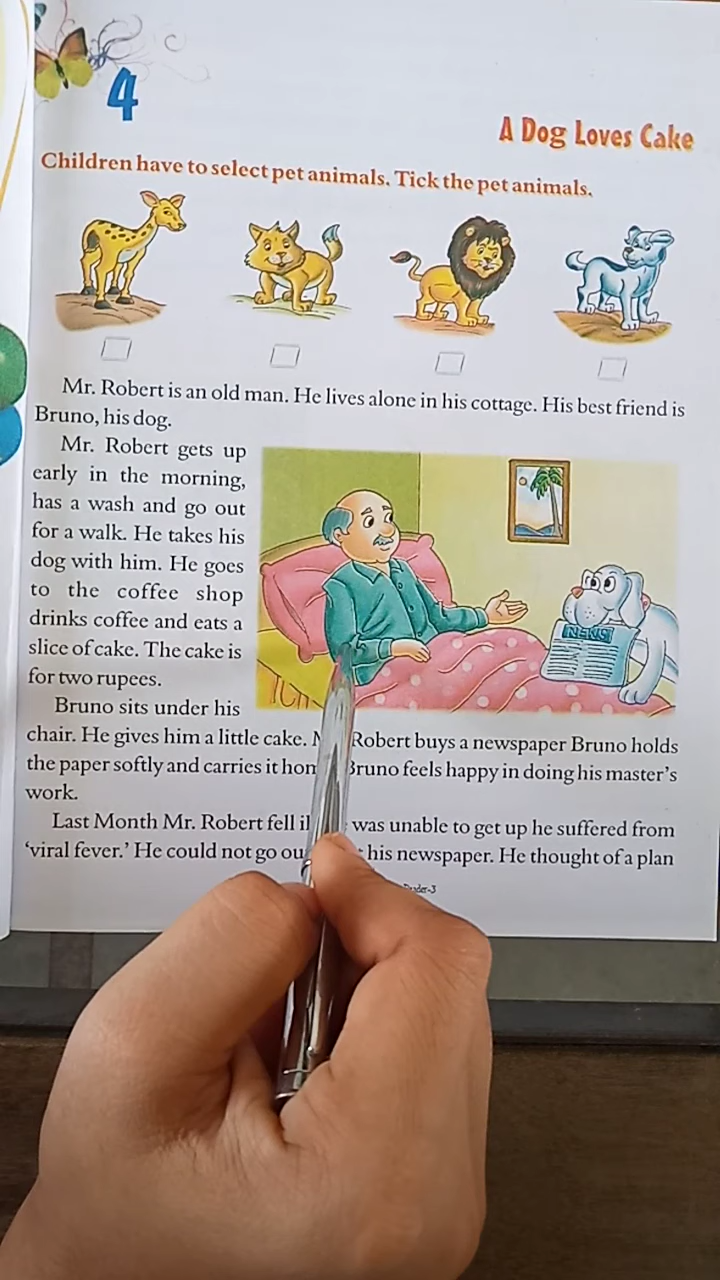 4
A Dog Loves Cake
Children have to select pet animals. Tick the pet animals.
Mr. Robert is an old man. He lives alone in his cottage. His best friend is
Bruno, his dog.
Mr. Robert gets up
early in the morning,
has a wash and go out
for a walk. He takes his
dog with him. He goes
to the coffee shop
drinks coffee and eats a
slice of cake. The cake is
for two rupees.
Bruno sits under his
NEWS
chair. He gives him a little cake. Robert buys a newspaper Bruno holds
the paper softly and carries it Bruno feels happy in doing his master's
work.
Last Month Mr. Robert fell was unable to get up he suffered from
'viral fever.' He could not go his newspaper. He thought of a plan